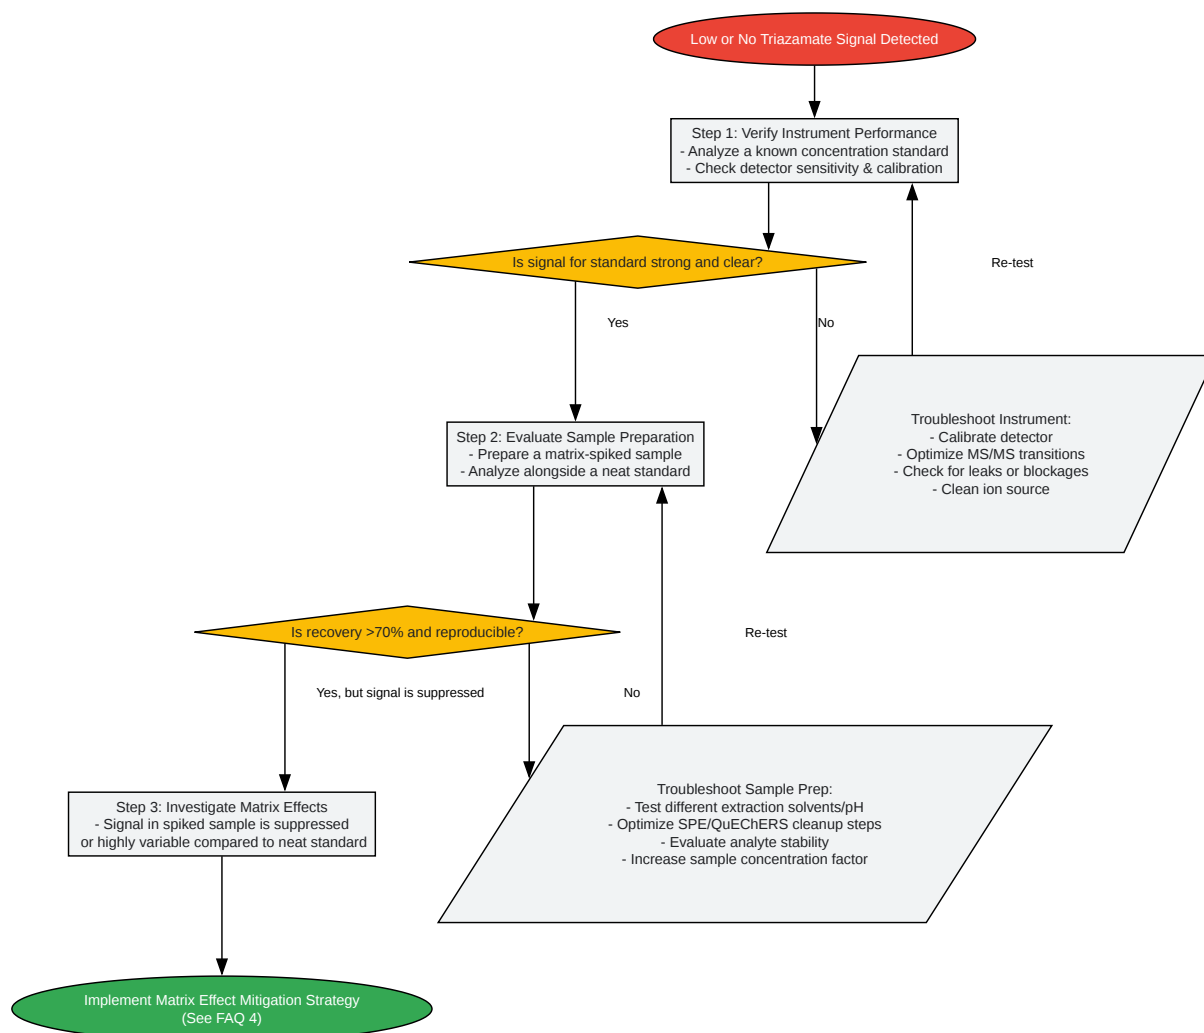 Low or No Triazamate Signal Detected
Step 1: Verify Instrument Performance
- Analyze a known concentration standard
- Check detector sensitivity & calibration
Is signal for standard strong and clear?
Re-test
Yes
No
Troubleshoot Instrument:
- Calibrate detector
- Optimize MS/MS transitions
- Check for leaks or blockages
- Clean ion source
Step 2: Evaluate Sample Preparation
- Prepare a matrix-spiked sample
- Analyze alongside a neat standard
Is recovery >70% and reproducible?
Re-test
Yes, but signal is suppressed
No
Troubleshoot Sample Prep:
- Test different extraction solvents/pH
- Optimize SPE/QuEChERS cleanup steps
- Evaluate analyte stability
- Increase sample concentration factor
Step 3: Investigate Matrix Effects
- Signal in spiked sample is suppressed
or highly variable compared to neat standard
Implement Matrix Effect Mitigation Strategy
(See FAQ 4)